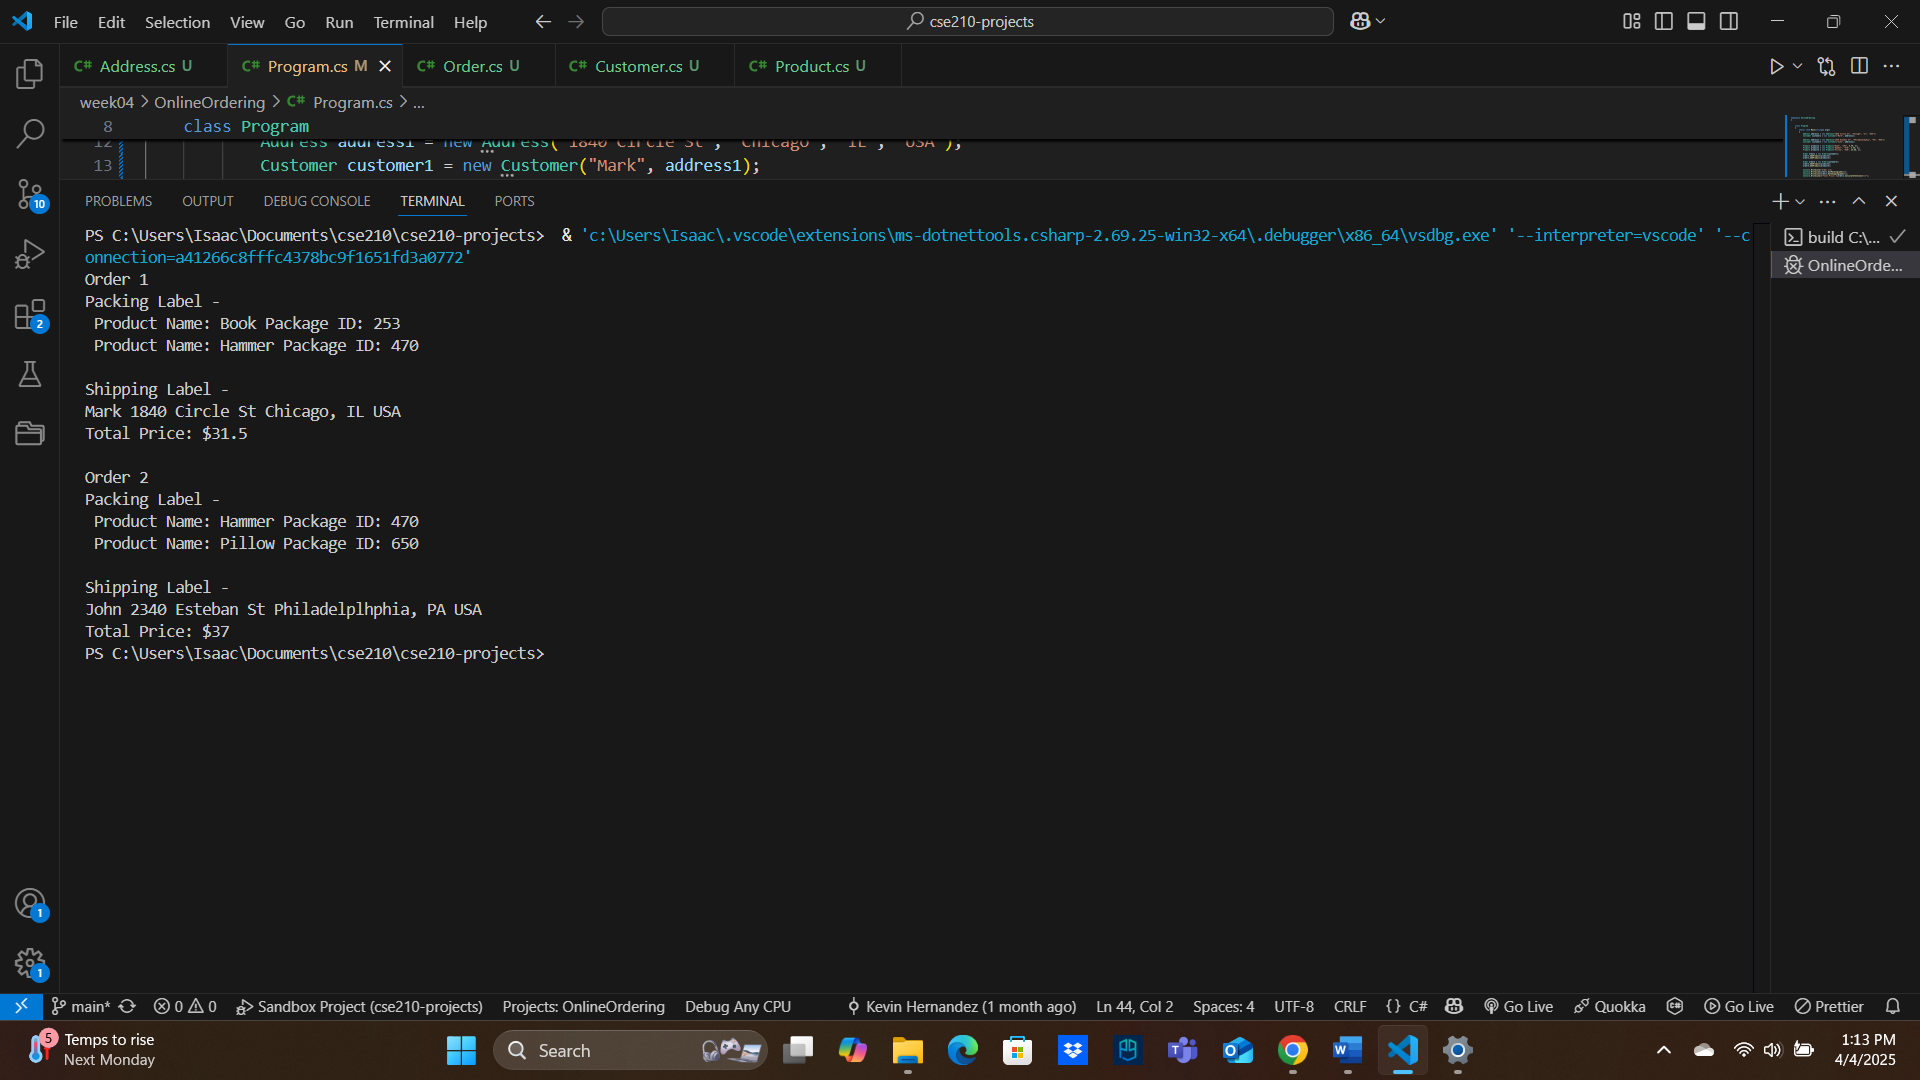 File Edit Selection View Go Run Terminal Help cse210-projects
C# Address.cs U C# Program.cs M C# Order.cs U C# Customer.cs U C# Product.cs U
week04 > OnlineOrdering > C# Program.cs > ...
8 class Program
12 Address address1 = new Address("1840 Circle St", "Chicago", "IL", "USA");
13 Customer customer1 = new Customer("Mark", address1);
PROBLEMS OUTPUT DEBUG CONSOLE TERMINAL PORTS
PS C:\Users\Isaac\Documents\cse210\cse210-projects> & 'c:\Users\Isaac\.vscode\extensions\ms-dotnettools.csharp-2.69.25-win32-x64\.debugger\x86_64\vsdbg.exe' '--interpreter=vscode' '--c
onnection=a41266c8fffc4378bc9f1651fd3a0772'
build C:\...
OnlineOrde...
Order 1
Packing Label -
Product Name: Book Package ID: 253
Product Name: Hammer Package ID: 470
Shipping Label -
Mark 1840 Circle St Chicago, IL USA
Total Price: $31.5
Order 2
Packing Label -
Product Name: Hammer Package ID: 470
Product Name: Pillow Package ID: 650
Shipping Label -
John 2340 Esteban St Philadelplhphia, PA USA
Total Price: $37
PS C:\Users\Isaac\Documents\cse210\cse210-projects>
10
2
1
1
main* 0 0 Sandbox Project (cse210-projects) Projects: OnlineOrdering Debug Any CPU Kevin Hernandez (1 month ago) Ln 44, Col 2 Spaces: 4 UTF-8 CRLF {} C# Go Live Quokka Go Live Prettier
5 Temps to rise
Next Monday
Search
1:13 PM
4/4/2025